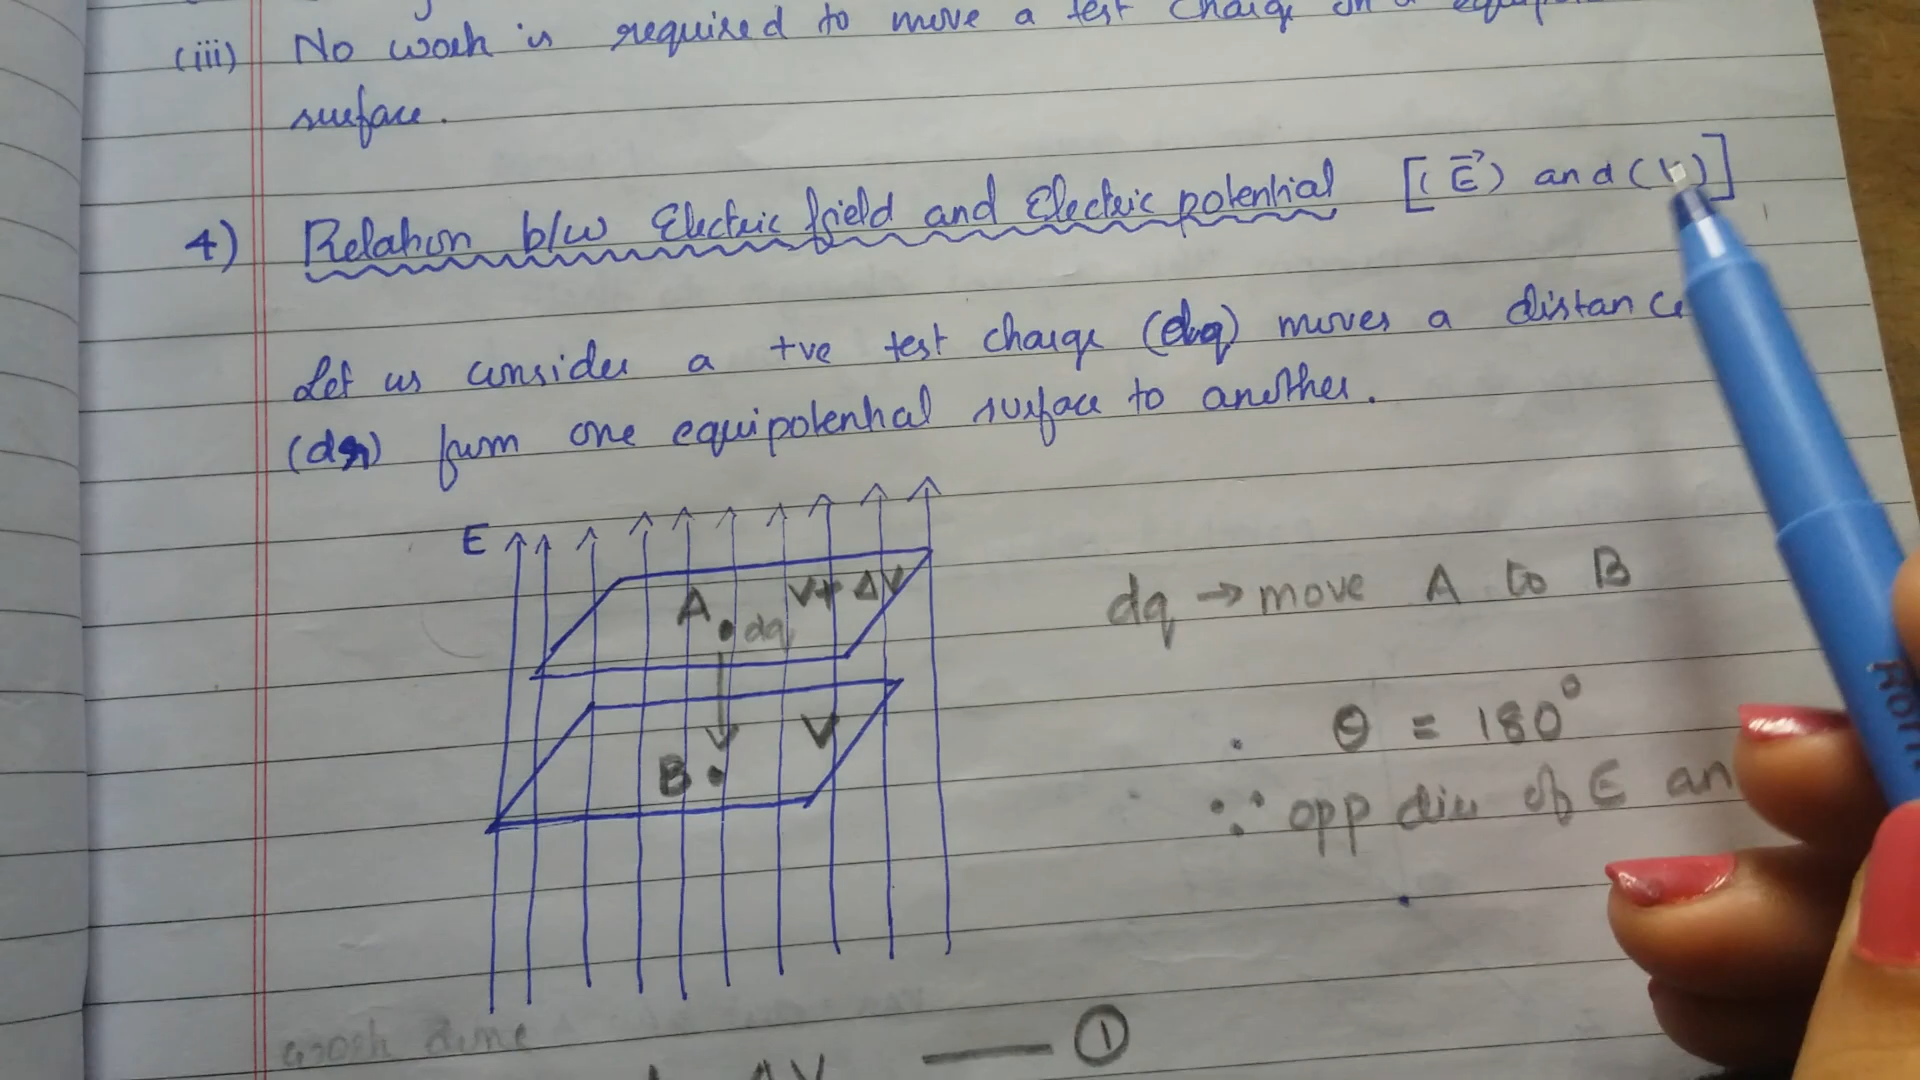 (iii) No work is required to move a test charge on a
surface.
4) Relation b/w Electric field and Electric potential [(E⃗) and (V)]
Let us consider a +ve test charge (dq) moves a distance
(dr) from one equipotential surface to another.
E
A dq V+ΔV
B V
dq → move A to B
θ = 180°
∵ opp dir of E an
work done
ΔV — ①